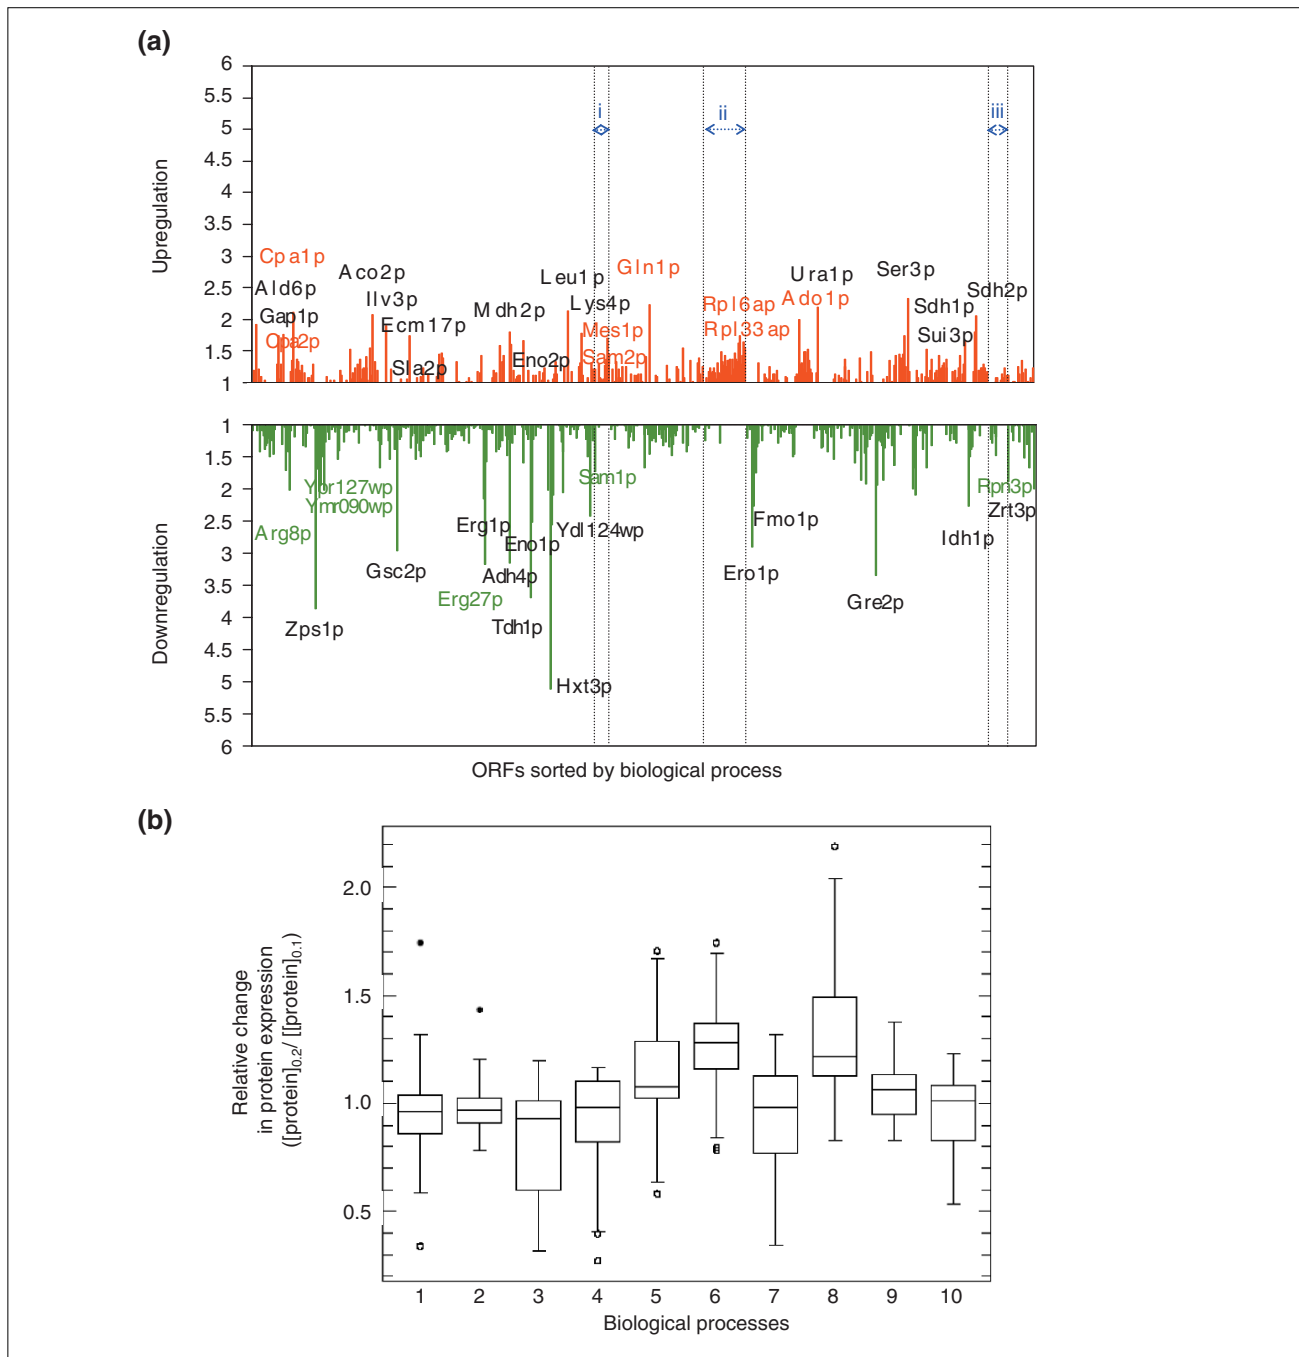 (a)
6
5.5
5
4.5
4
3.5
3
2.5
2
1.5
1
Upregulation
i
ii
iii
Cpa1p
Ald6p
Gap1p
Cpa2p
Aco2p
Ilv3p
Ecm17p
Sla2p
Mdh2p
Eno2p
Leu1p
Lys4p
Mes1p
Sam2p
Gln1p
Rpl6ap
Rpl33ap
Ura1p
Ado1p
Ser3p
Sdh1p
Sui3p
Sdh2p
1
1.5
2
2.5
3
3.5
4
4.5
5
5.5
6
Downregulation
Arg8p
Ybr127wp
Ymr090wp
Zps1p
Gsc2p
Erg1p
Eno1p
Adh4p
Erg27p
Tdh1p
Hxt3p
Sam1p
Ydl124wp
Fmo1p
Ero1p
Gre2p
Idh1p
Rpn3p
Zrt3p
ORFs sorted by biological process
(b)
2.0
1.5
1.0
0.5
Relative change
in protein expression
([protein]0.2/ [[protein]0.1)
1 2 3 4 5 6 7 8 9 10
Biological processes